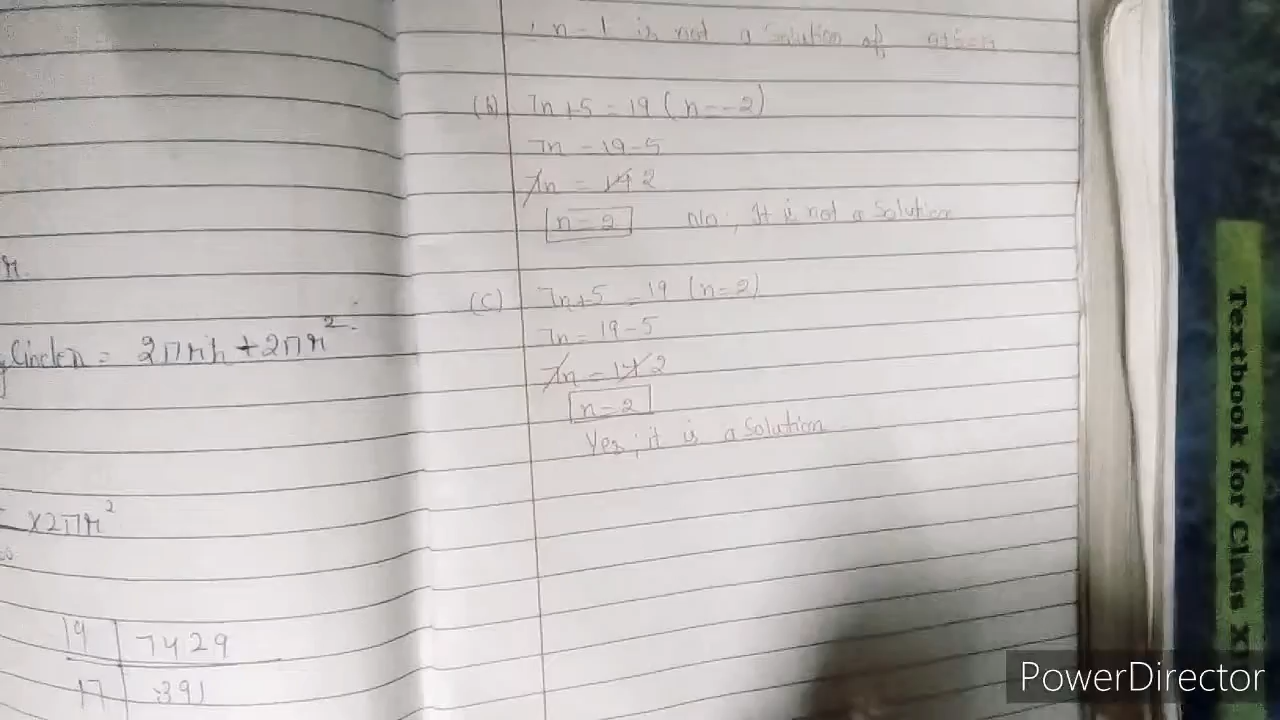 n = 1 is not a solution of
(b) 7n+5 = 19 (n=-2)
7n = 19-5
7n = 14 2
n = 2 No, It is not a Solution
(c) 7n+5 = 19 (n=2)
7n = 19-5
7n = 14 2
n = 2
Yes, it is a Solution
r.
= 2πrh + 2πr²
× 2πr²
19 7429
17 391
Textbook for Class XI
PowerDirector